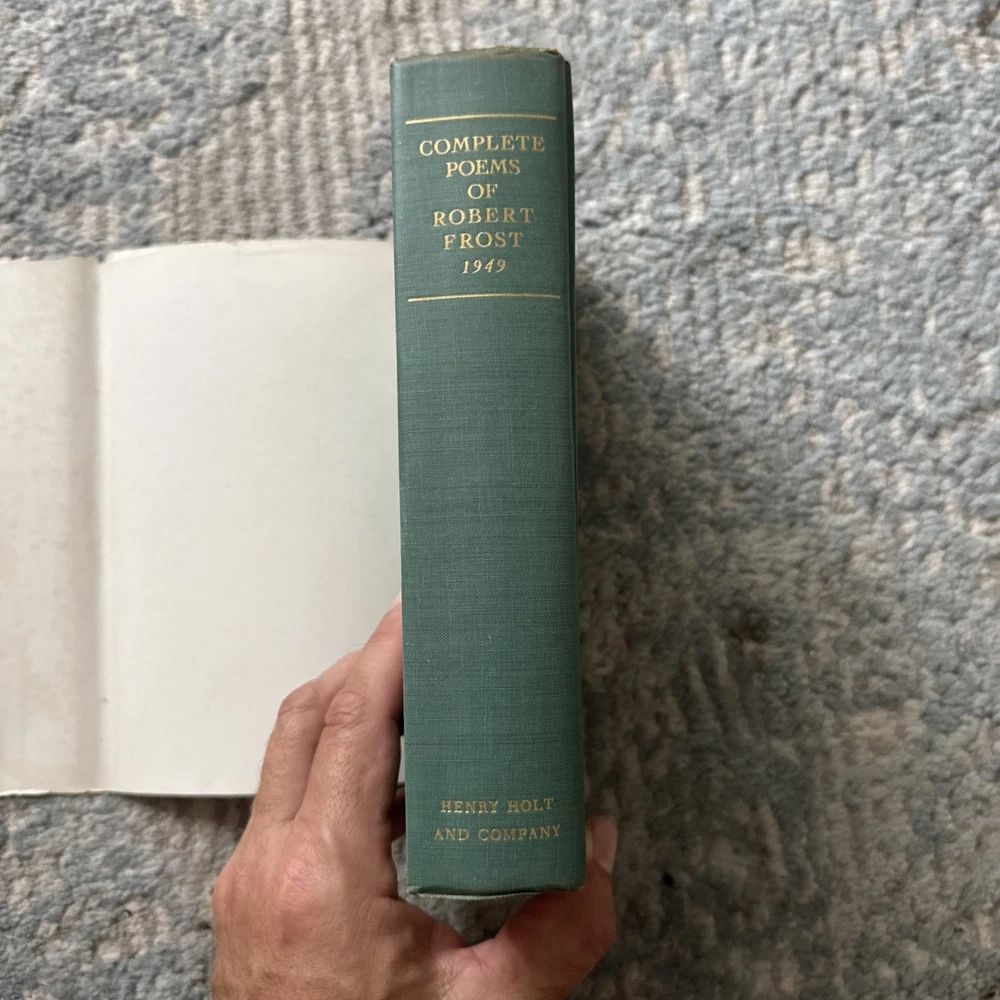 COMPLETE
POEMS
OF
ROBERT
FROST
1949
HENRY HOLT
AND COMPANY